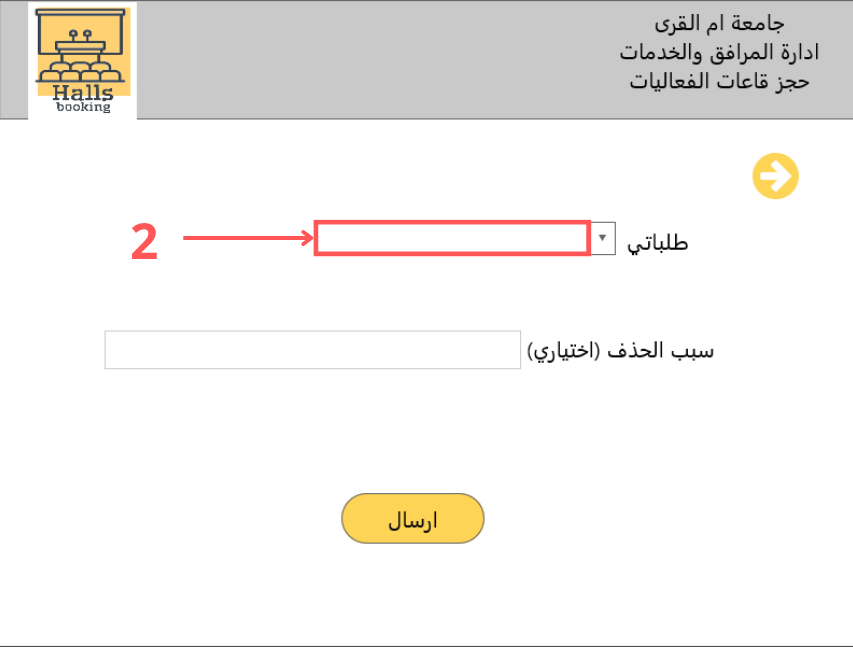 جامعة ام القرى
ادارة المرافق والخدمات
حجز قاعات الفعاليات
Halls
booking
طلباتي
2
سبب الحذف (اختياري)
ارسال